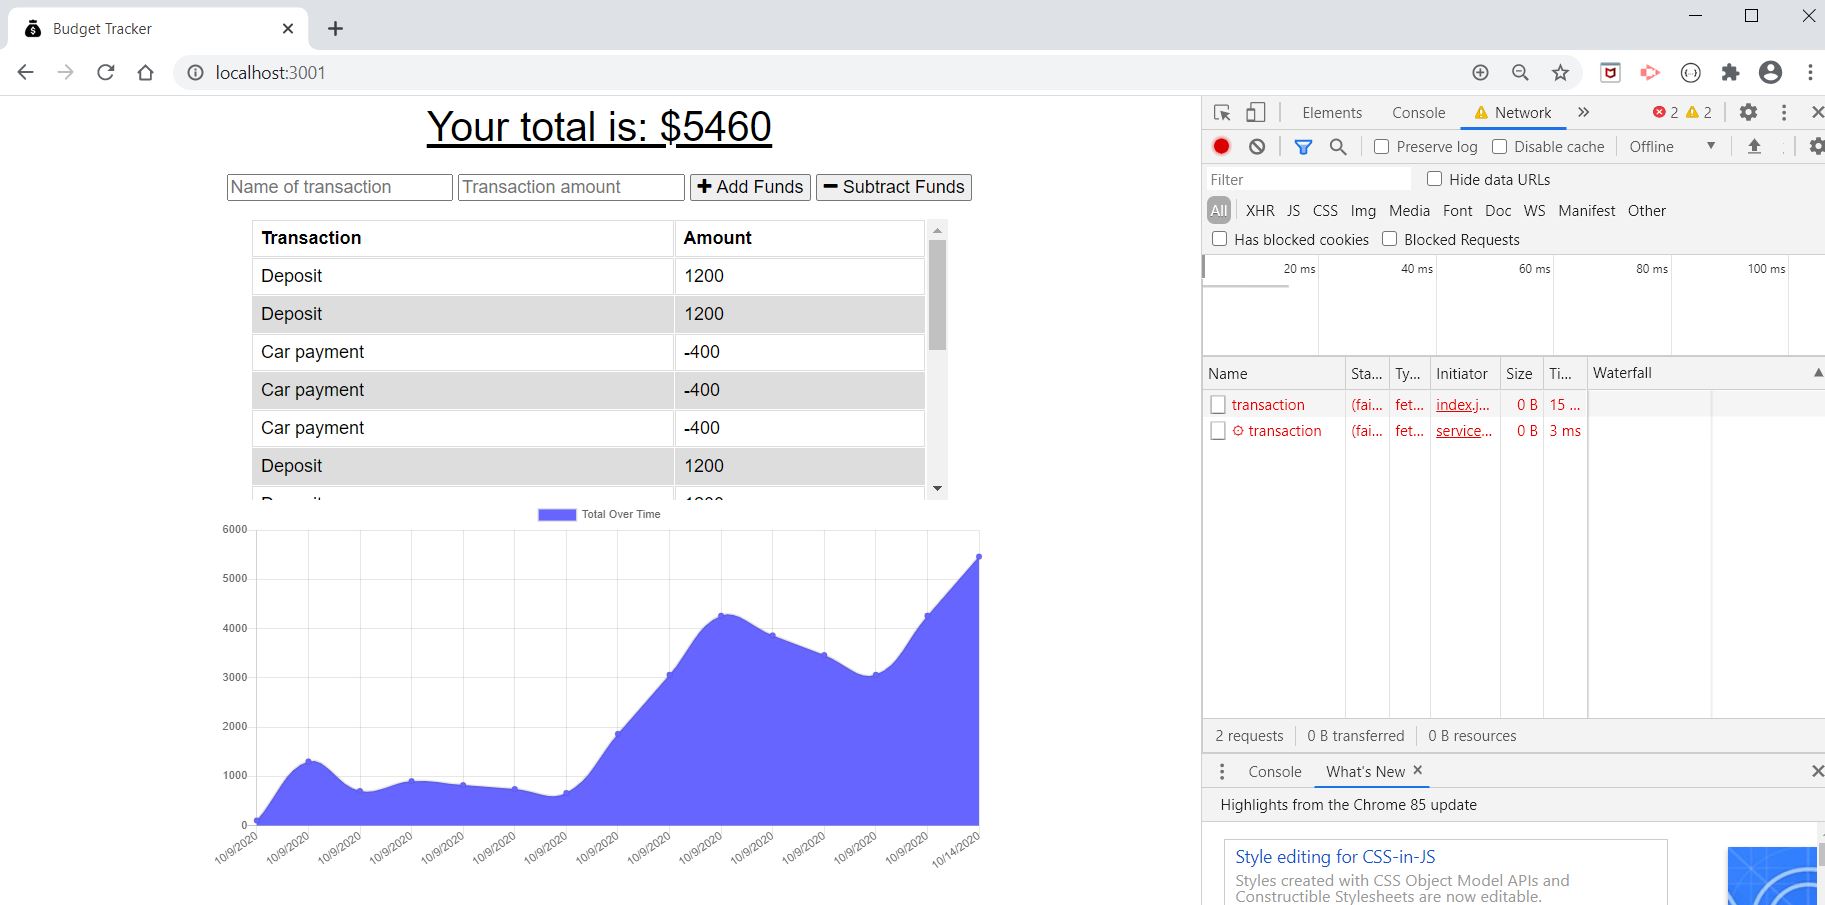 Budget Tracker
localhost:3001
Your total is: $5460
Name of transaction Transaction amount Add Funds Subtract Funds
Transaction Amount
Deposit 1200
Deposit 1200
Car payment -400
Car payment -400
Car payment -400
Deposit 1200
Total Over Time
6000
5000
4000
3000
2000
1000
0
10/9/2020 10/9/2020 10/9/2020 10/9/2020 10/9/2020 10/9/2020 10/9/2020 10/9/2020 10/9/2020 10/9/2020 10/9/2020 10/9/2020 10/9/2020 10/9/2020 10/14/2020
Elements Console Network 2 2
Preserve log Disable cache Offline
Filter Hide data URLs
All XHR JS CSS Img Media Font Doc WS Manifest Other
Has blocked cookies Blocked Requests
20 ms 40 ms 60 ms 80 ms 100 ms
Name Sta... Ty... Initiator Size Ti... Waterfall
transaction (fai... fet... index.j... 0 B 15 ...
transaction (fai... fet... service... 0 B 3 ms
2 requests 0 B transferred 0 B resources
Console What's New
Highlights from the Chrome 85 update
Style editing for CSS-in-JS
Styles created with CSS Object Model APIs and
Constructible Stylesheets are now editable.